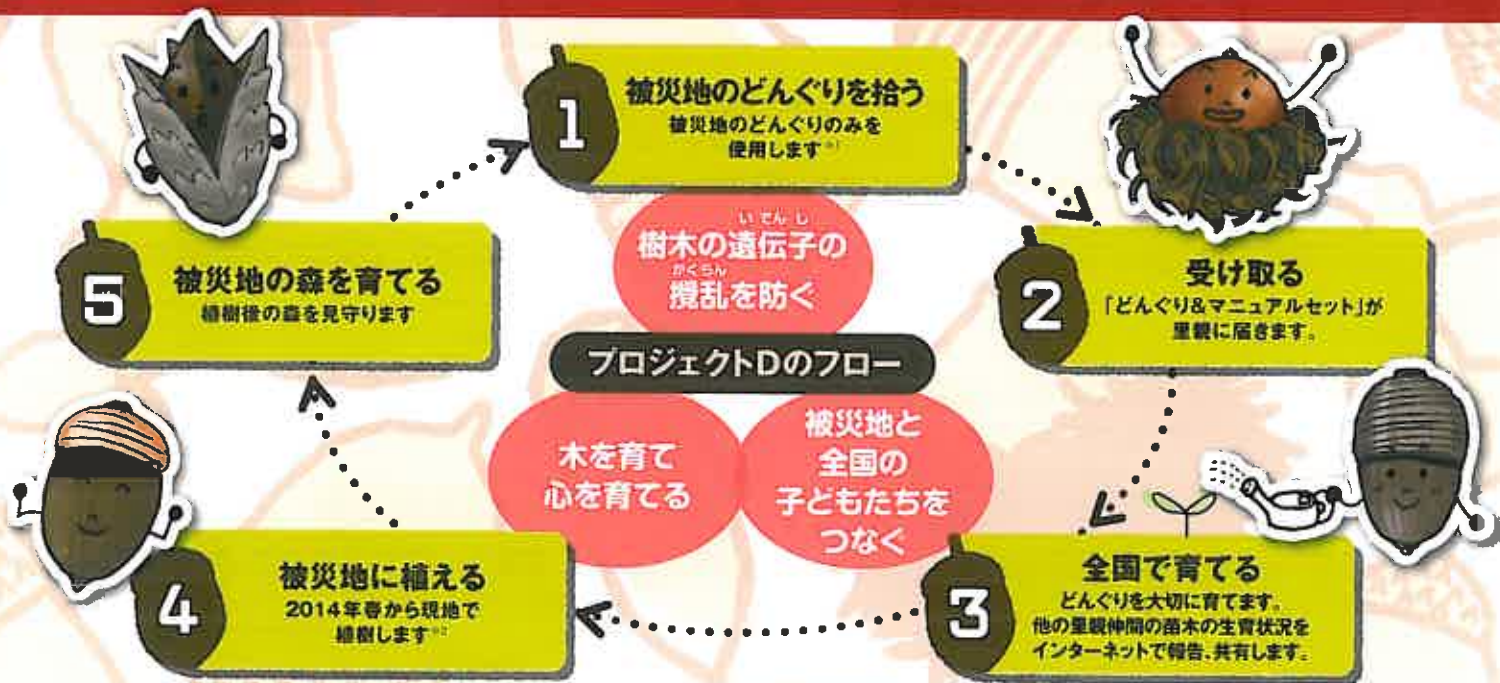 1
被災地のどんぐりを拾う
被災地のどんぐりのみを
使用します※1
2
受け取る
「どんぐり&マニュアルセット」が
里親に届きます。
3
全国で育てる
どんぐりを大切に育てます。
他の里親仲間の苗木の生育状況を
インターネットで報告、共有します。
4
被災地に植える
2014年春から現地で
植樹します※2
5
被災地の森を育てる
植樹後の森を見守ります
いでんし
樹木の遺伝子の
かくらん
攪乱を防ぐ
プロジェクトDのフロー
木を育て
心を育てる
被災地と
全国の
子どもたちを
つなぐ